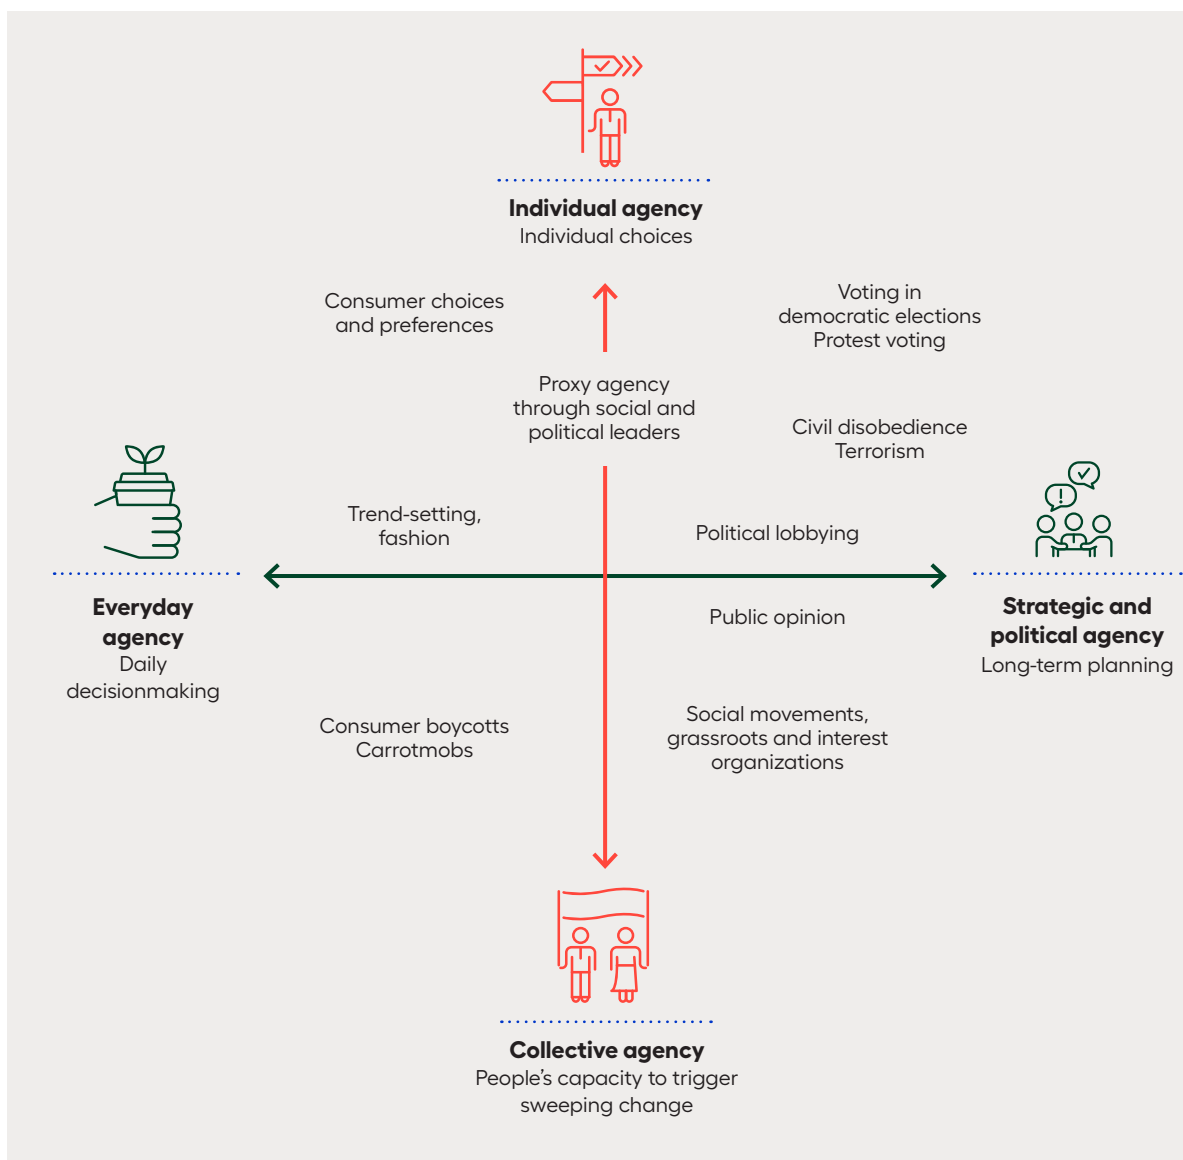 Individual agency
Individual choices
Consumer choices
and preferences
Voting in
democratic elections
Protest voting
Proxy agency
through social and
political leaders
Civil disobedience
Terrorism
Trend-setting,
fashion
Political lobbying
Everyday
agency
Daily
decisionmaking
Strategic and
political agency
Long-term planning
Public opinion
Consumer boycotts
Carrotmobs
Social movements,
grassroots and interest
organizations
Collective agency
People’s capacity to trigger
sweeping change